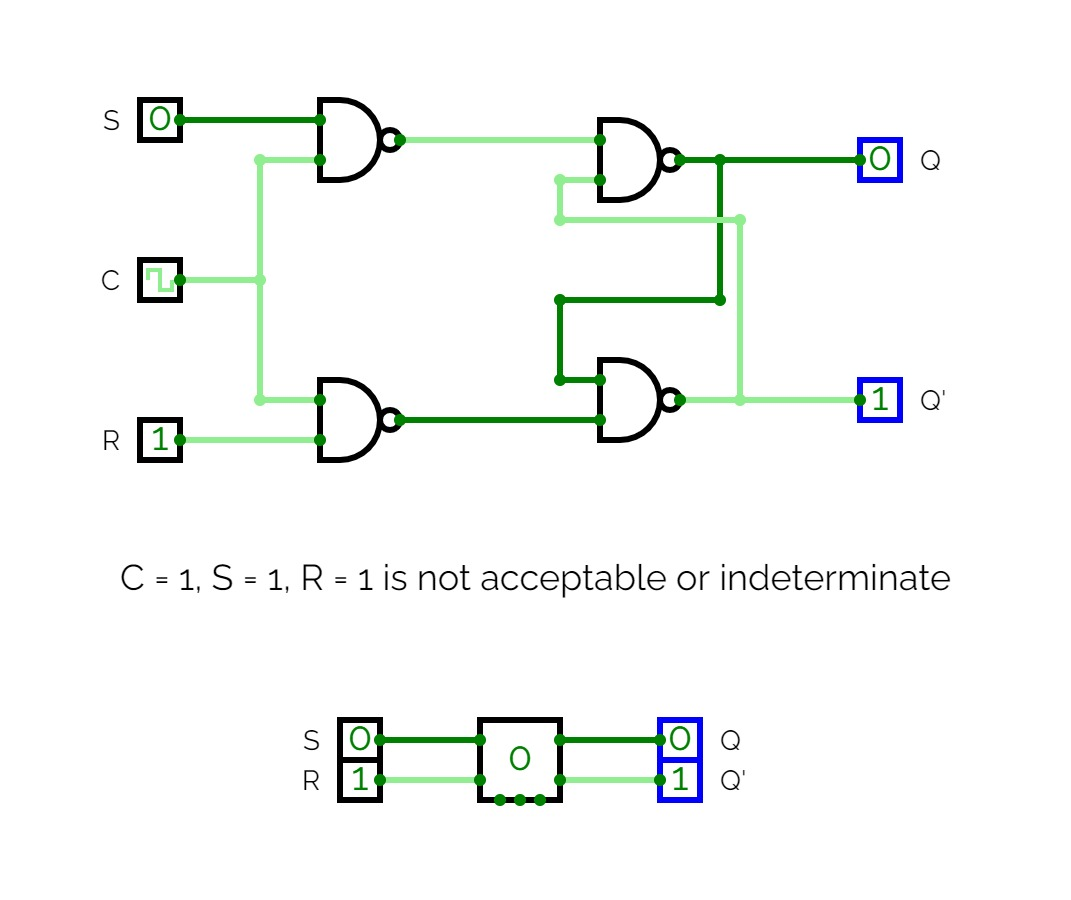 S 0 0 Q
C
R 1 1 Q'
C = 1, S = 1, R = 1 is not acceptable or indeterminate
S 0 0 0 Q
R 1 1 Q'